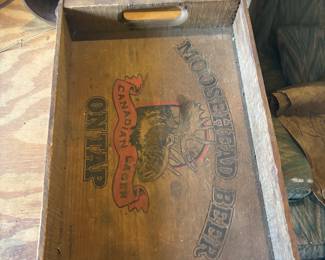 MOOSEHEAD BEER
CANADIAN LAGER
ON TAP